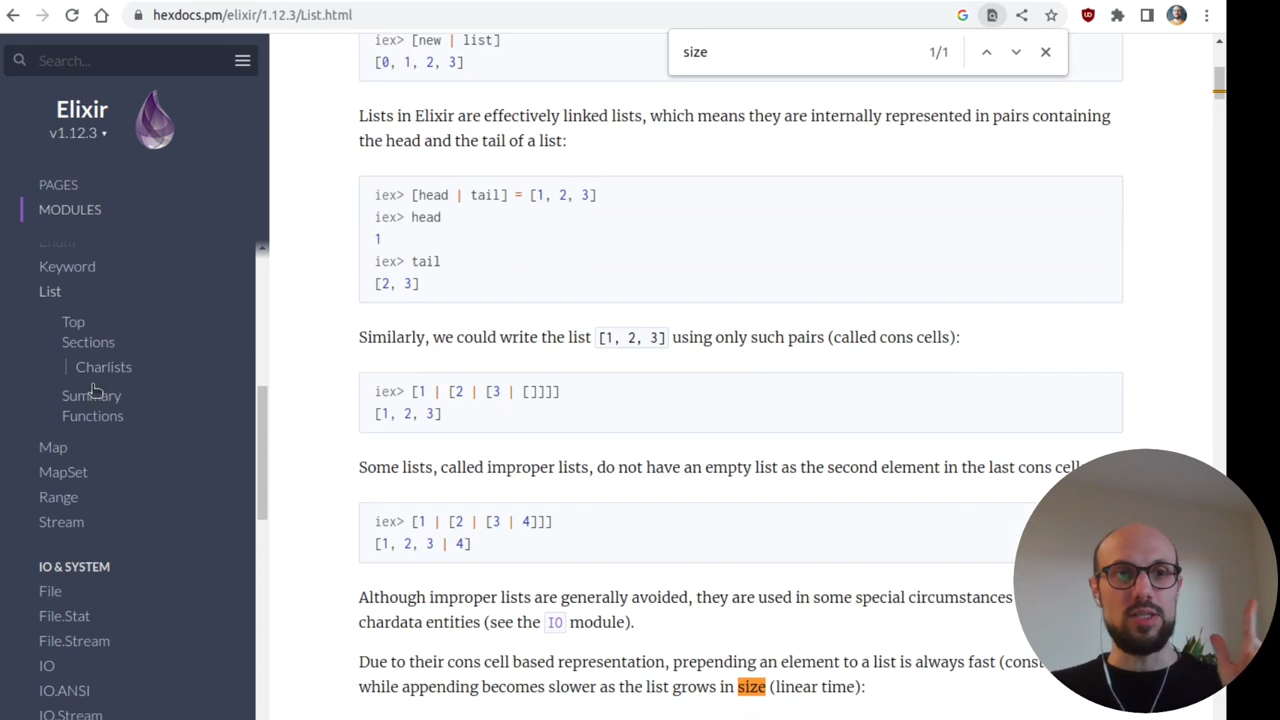 hexdocs.pm/elixir/1.12.3/List.html
size
1/1
Search...
Elixir
v1.12.3
PAGES
MODULES
Enum
Keyword
List
Top
Sections
Charlists
Summary
Functions
Map
MapSet
Range
Stream
IO & SYSTEM
File
File.Stat
File.Stream
IO
IO.ANSI
IO.Stream
iex> [new | list]
[0, 1, 2, 3]
Lists in Elixir are effectively linked lists, which means they are internally represented in pairs containing
the head and the tail of a list:
iex> [head | tail] = [1, 2, 3]
iex> head
1
iex> tail
[2, 3]
Similarly, we could write the list [1, 2, 3] using only such pairs (called cons cells):
iex> [1 | [2 | [3 | []]]]
[1, 2, 3]
Some lists, called improper lists, do not have an empty list as the second element in the last cons cell
iex> [1 | [2 | [3 | 4]]]
[1, 2, 3 | 4]
Although improper lists are generally avoided, they are used in some special circumstances
chardata entities (see the IO module).
Due to their cons cell based representation, prepending an element to a list is always fast (const
while appending becomes slower as the list grows in size (linear time):